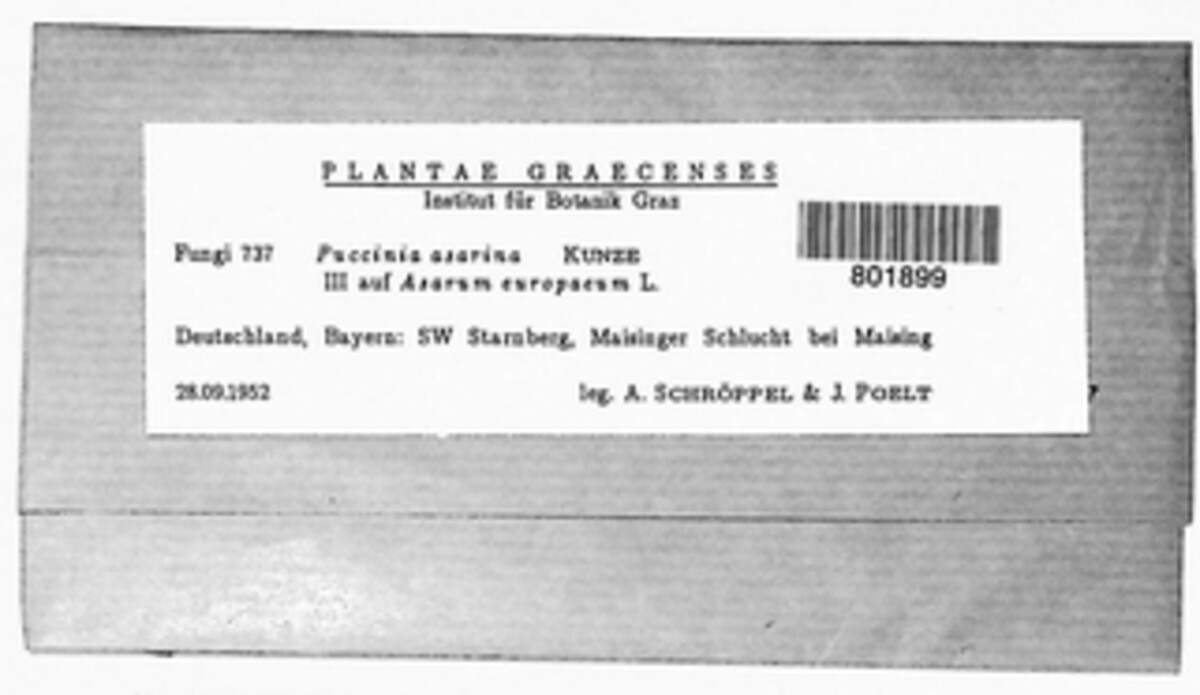 PLANTAE GRAECENSES
Institut für Botanik Graz
Fungi 737 Puccinia asarina KUNZE
III auf Asarum europaeum L.
801899
Deutschland, Bayern: SW Starnberg, Maisinger Schlucht bei Maising
28.09.1952 leg. A. SCHRÖPPEL & J. POELT